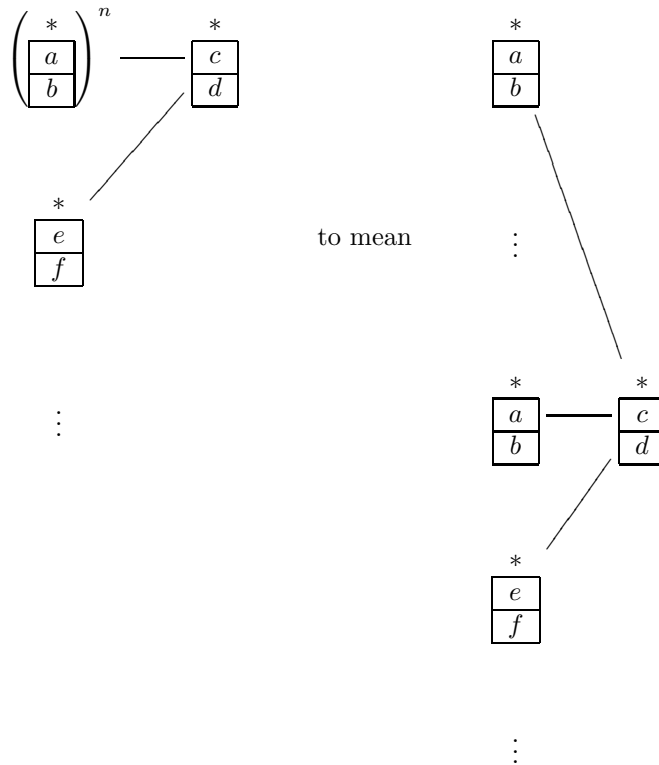 ( * ) n * *
a c a
b d b
*
e to mean ⋮
f
* *
⋮ a c
b d
*
e
f
⋮